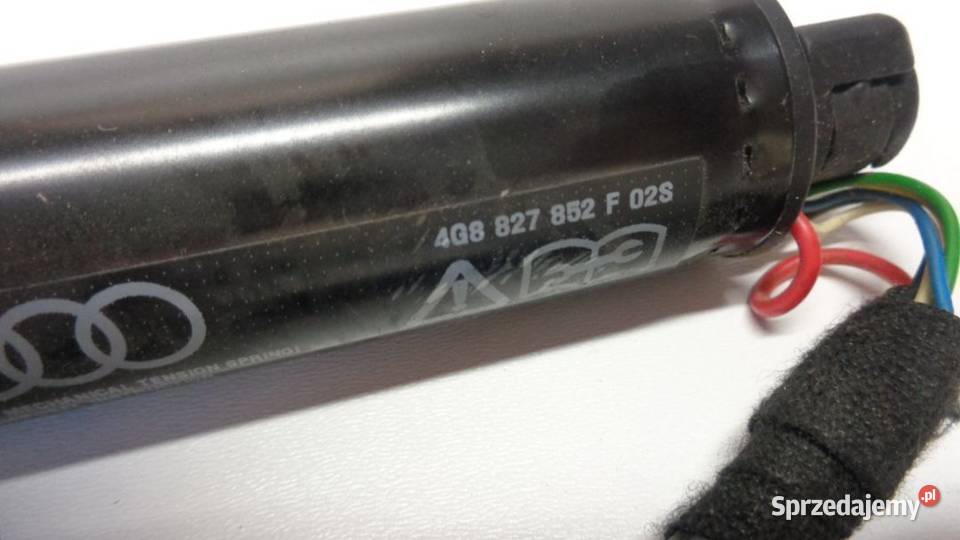 4G8 827 852 F 02S
MECHANICAL TENSION SPRING!
Sprzedajemy.pl